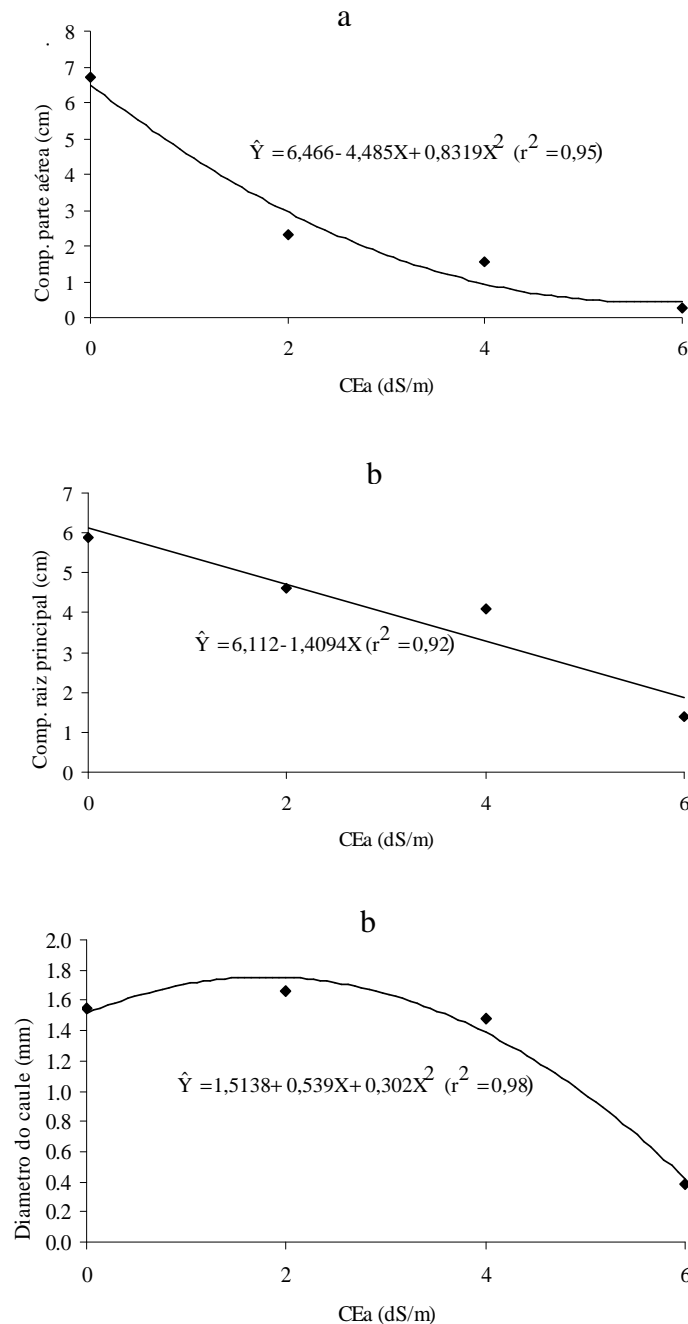 a
.
Comp. parte aérea (cm)
8
7
6
5
4
3
2
1
0
Ŷ = 6,466- 4,485X+ 0,8319X² (r² = 0,95)
0 2 4 6
CEa (dS/m)
b
Comp. raiz principal (cm)
7
6
5
4
3
2
1
0
Ŷ = 6,112- 1,4094X (r² = 0,92)
0 2 4 6
CEa (dS/m)
b
Diametro do caule (mm)
2.0
1.8
1.6
1.4
1.2
1.0
0.8
0.6
0.4
0.2
0.0
Ŷ = 1,5138+ 0,539X+ 0,302X² (r² = 0,98)
0 2 4 6
CEa (dS/m)